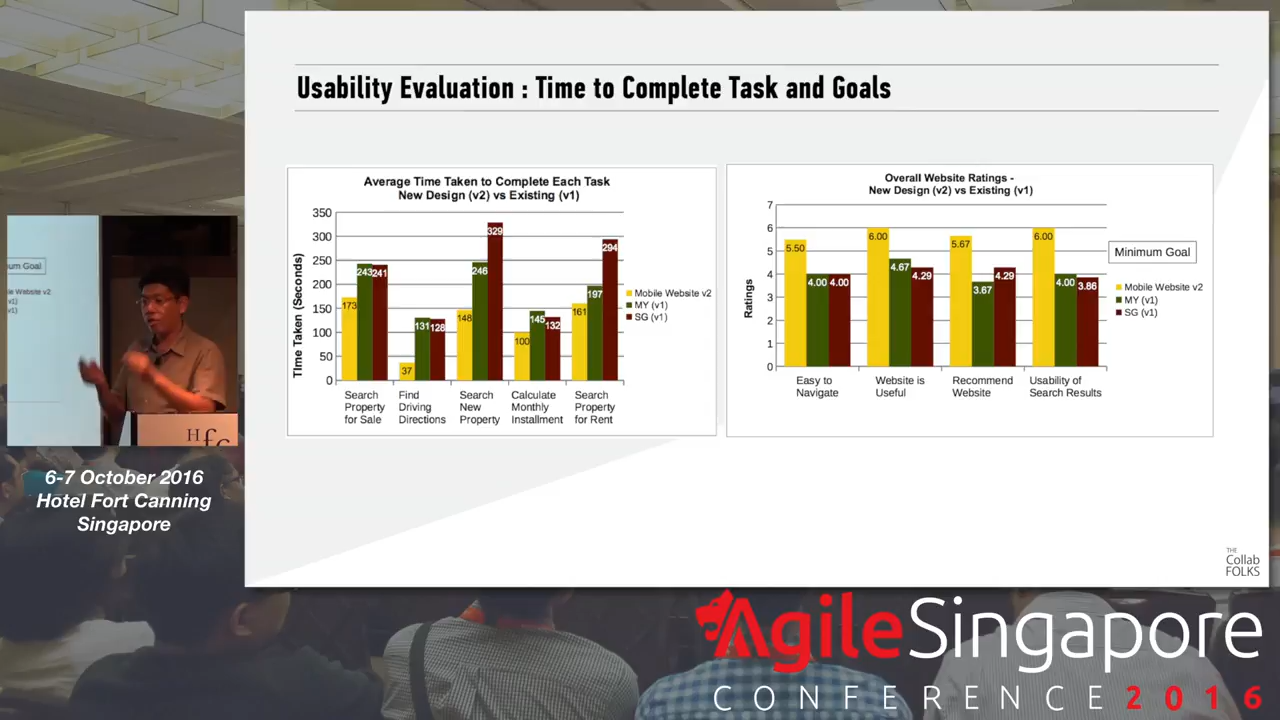 Usability Evaluation : Time to Complete Task and Goals
Average Time Taken to Complete Each Task
New Design (v2) vs Existing (v1)
TIme Taken (Seconds)
350
300
250
200
150
100
50
0
173
243
241
37
131
128
148
246
329
100
145
132
161
197
294
Search
Property
for Sale
Find
Driving
Directions
Search
New
Property
Calculate
Monthly
Installment
Search
Property
for Rent
Mobile Website v2
MY (v1)
SG (v1)
Overall Website Ratings -
New Design (v2) vs Existing (v1)
Ratings
7
6
5
4
3
2
1
0
5.50
4.00
4.00
6.00
4.67
4.29
5.67
3.67
4.29
6.00
4.00
3.86
Easy to
Navigate
Website is
Useful
Recommend
Website
Usability of
Search Results
Minimum Goal
Mobile Website v2
MY (v1)
SG (v1)
um Goal
Website v2
v1)
v1)
Hfc
6-7 October 2016
Hotel Fort Canning
Singapore
THE
Collab
FOLKS
AgileSingapore
CONFERENCE 2016